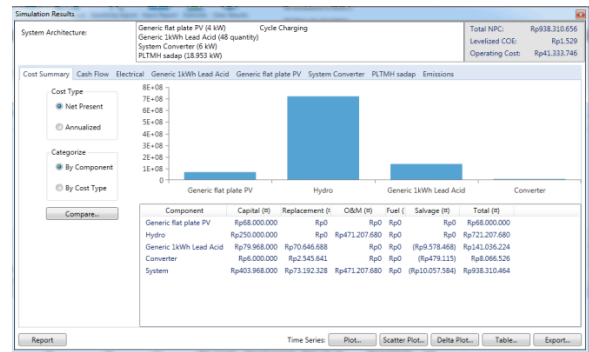 Simulation Results
System Architecture:
Generic flat plate PV (4 kW) Cycle Charging
Generic 1kWh Lead Acid (48 quantity)
System Converter (6 kW)
PLTMH sadap (18.953 kW)
Total NPC: Rp938.310.656
Levelized COE: Rp1.529
Operating Cost: Rp41.333.746
Cost Summary Cash Flow Electrical Generic 1kWh Lead Acid Generic flat plate PV System Converter PLTMH sadap Emissions
Cost Type
Net Present
Annualized
Categorize
By Component
By Cost Type
Compare...
8E+08
7E+08
6E+08
5E+08
4E+08
3E+08
2E+08
1E+08
0
Generic flat plate PV Hydro Generic 1kWh Lead Acid Converter
Component Capital (#) Replacement (# O&M (#) Fuel ( Salvage (#) Total (#)
Generic flat plate PV Rp68.000.000 Rp0 Rp0 Rp0 Rp0 Rp68.000.000
Hydro Rp250.000.000 Rp0 Rp471.207.680 Rp0 Rp0 Rp721.207.680
Generic 1kWh Lead Acid Rp79.968.000 Rp70.646.688 Rp0 Rp0 (Rp9.578.468) Rp141.036.224
Converter Rp6.000.000 Rp2.545.641 Rp0 Rp0 (Rp479.115) Rp8.066.526
System Rp403.968.000 Rp73.192.328 Rp471.207.680 Rp0 (Rp10.057.584) Rp938.310.464
Report Time Series: Plot... Scatter Plot... Delta Plot... Table... Export...